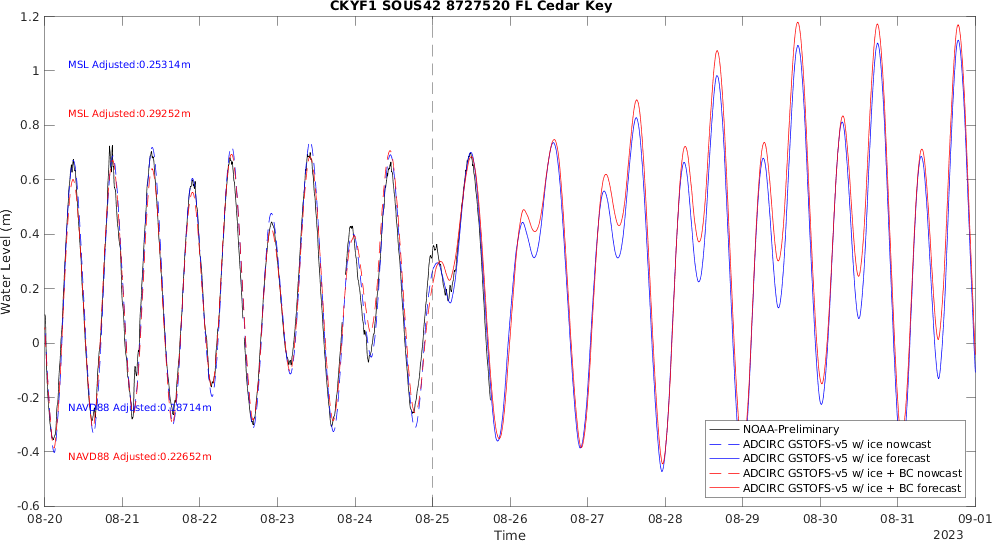 CKYF1 SOUS42 8727520 FL Cedar Key
1.2
1
0.8
0.6
0.4
0.2
0
-0.2
-0.4
-0.6
Water Level (m)
MSL Adjusted:0.25314m
MSL Adjusted:0.29252m
NAVD88 Adjusted:0.18714m
NAVD88 Adjusted:0.22652m
NOAA-Preliminary
ADCIRC GSTOFS-v5 w/ ice nowcast
ADCIRC GSTOFS-v5 w/ ice forecast
ADCIRC GSTOFS-v5 w/ ice + BC nowcast
ADCIRC GSTOFS-v5 w/ ice + BC forecast
08-20 08-21 08-22 08-23 08-24 08-25 08-26 08-27 08-28 08-29 08-30 08-31 09-01
Time
2023